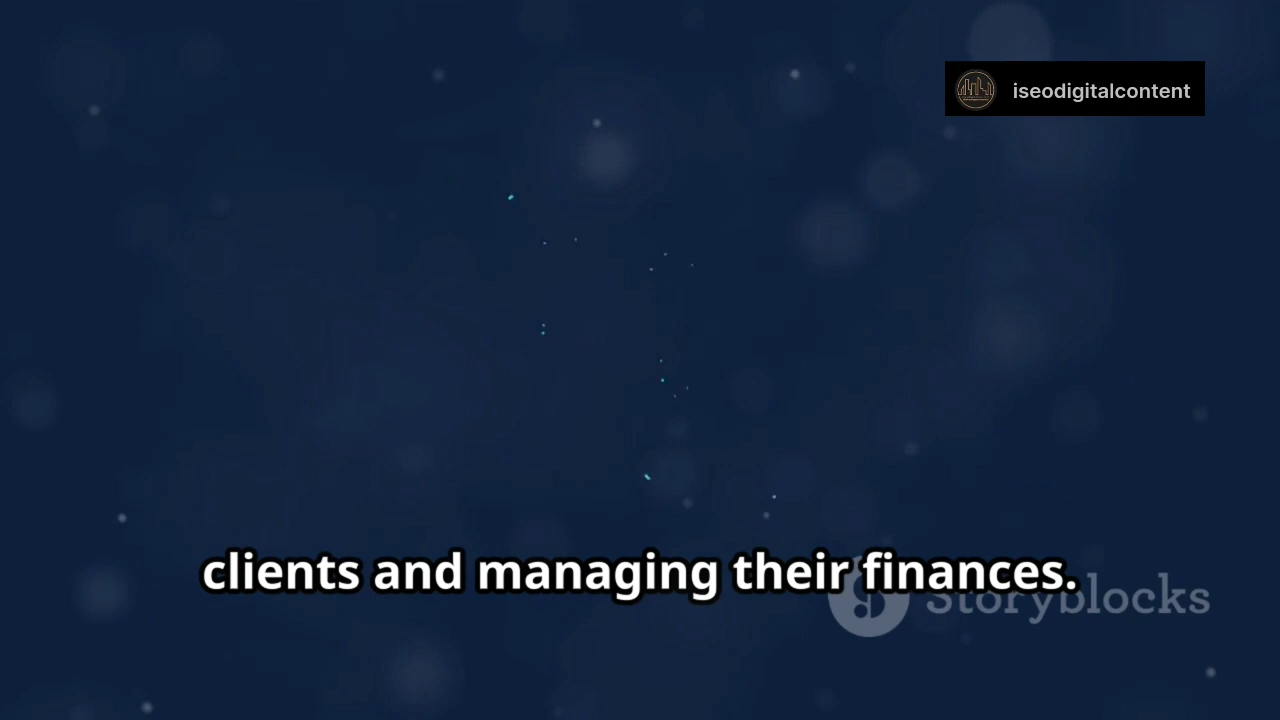 iseodigitalcontent
clients and managing their finances.
Storyblocks